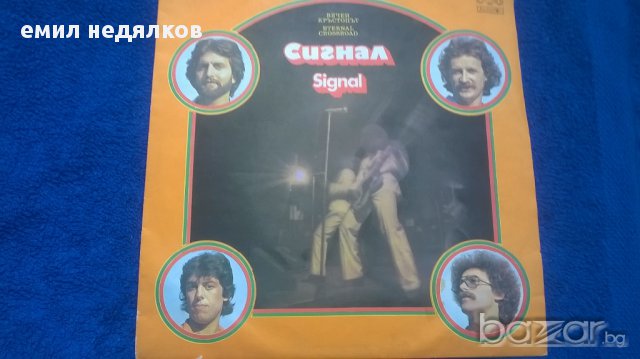 емил недялков
ВЕЧЕН
КРЪСТОПЪТ
ETERNAL
CROSSROAD
Сигнал
Signal
bazar.bg